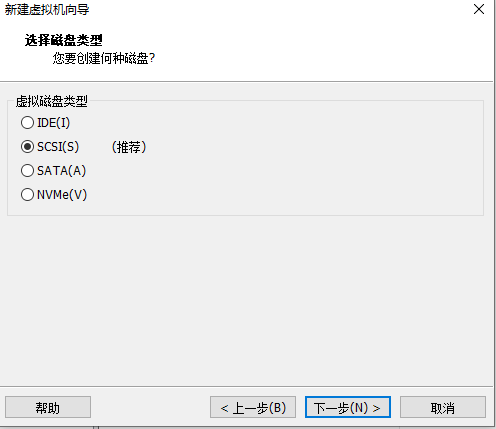 新建虚拟机向导
选择磁盘类型
您要创建何种磁盘?
虚拟磁盘类型
IDE(I)
SCSI(S) (推荐)
SATA(A)
NVMe(V)
帮助 < 上一步(B) 下一步(N) > 取消